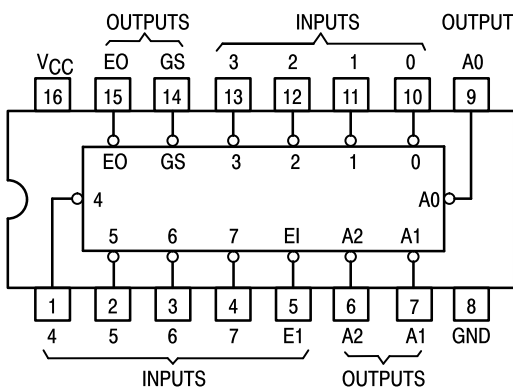 OUTPUTS INPUTS OUTPUT
VCC EO GS 3 2 1 0 A0
16 15 14 13 12 11 10 9
EO GS 3 2 1 0
4 A0
5 6 7 EI A2 A1
1 2 3 4 5 6 7 8
4 5 6 7 E1 A2 A1 GND
INPUTS OUTPUTS